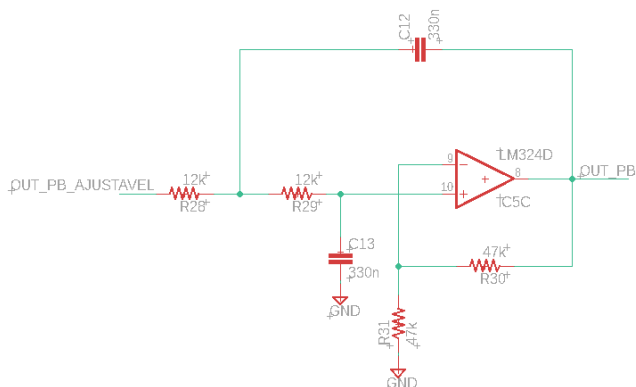 C12
330n
LM324D
9
8
OUT_PB
OUT_PB_AJUSTAVEL
12k
12k
10
R28
R29
C5C
C13
330n
47k
R30
GND
R31
47k
GND